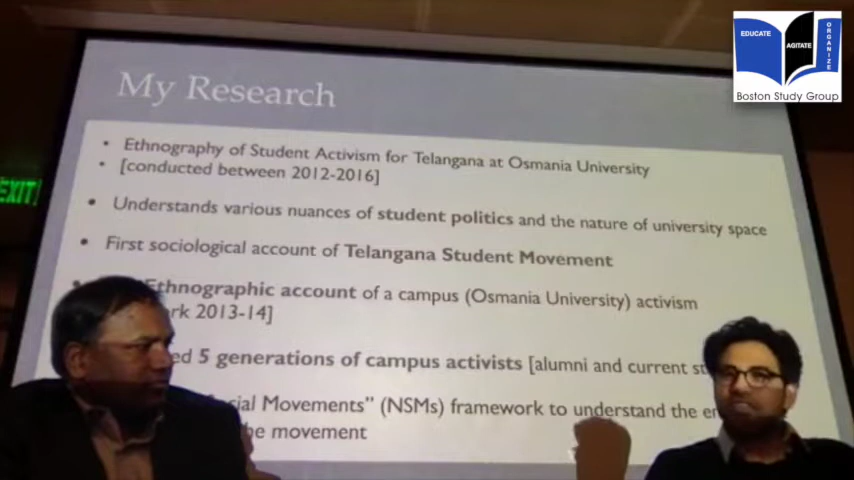 EDUCATE
AGITATE
ORGANIZE
Boston Study Group
My Research
EXIT
• Ethnography of Student Activism for Telangana at Osmania University
• [conducted between 2012-2016]
• Understands various nuances of student politics and the nature of university space
• First sociological account of Telangana Student Movement
Ethnographic account of a campus (Osmania University) activism
rk 2013-14]
ed 5 generations of campus activists [alumni and current st
cial Movements” (NSMs) framework to understand the e
he movement